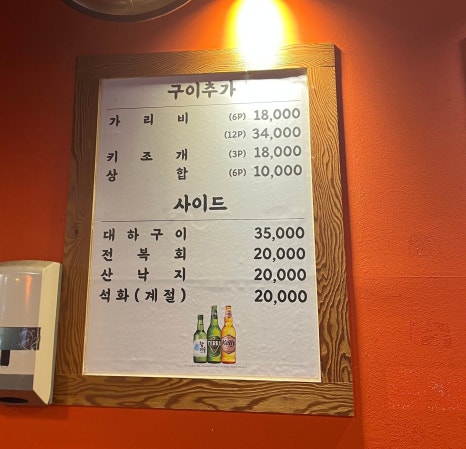 구이추가
가리비 (6P) 18,000
(12P) 34,000
키조개 (3P) 18,000
상합 (6P) 10,000
사이드
대하구이 35,000
전복회 20,000
산낙지 20,000
석화(계절) 20,000